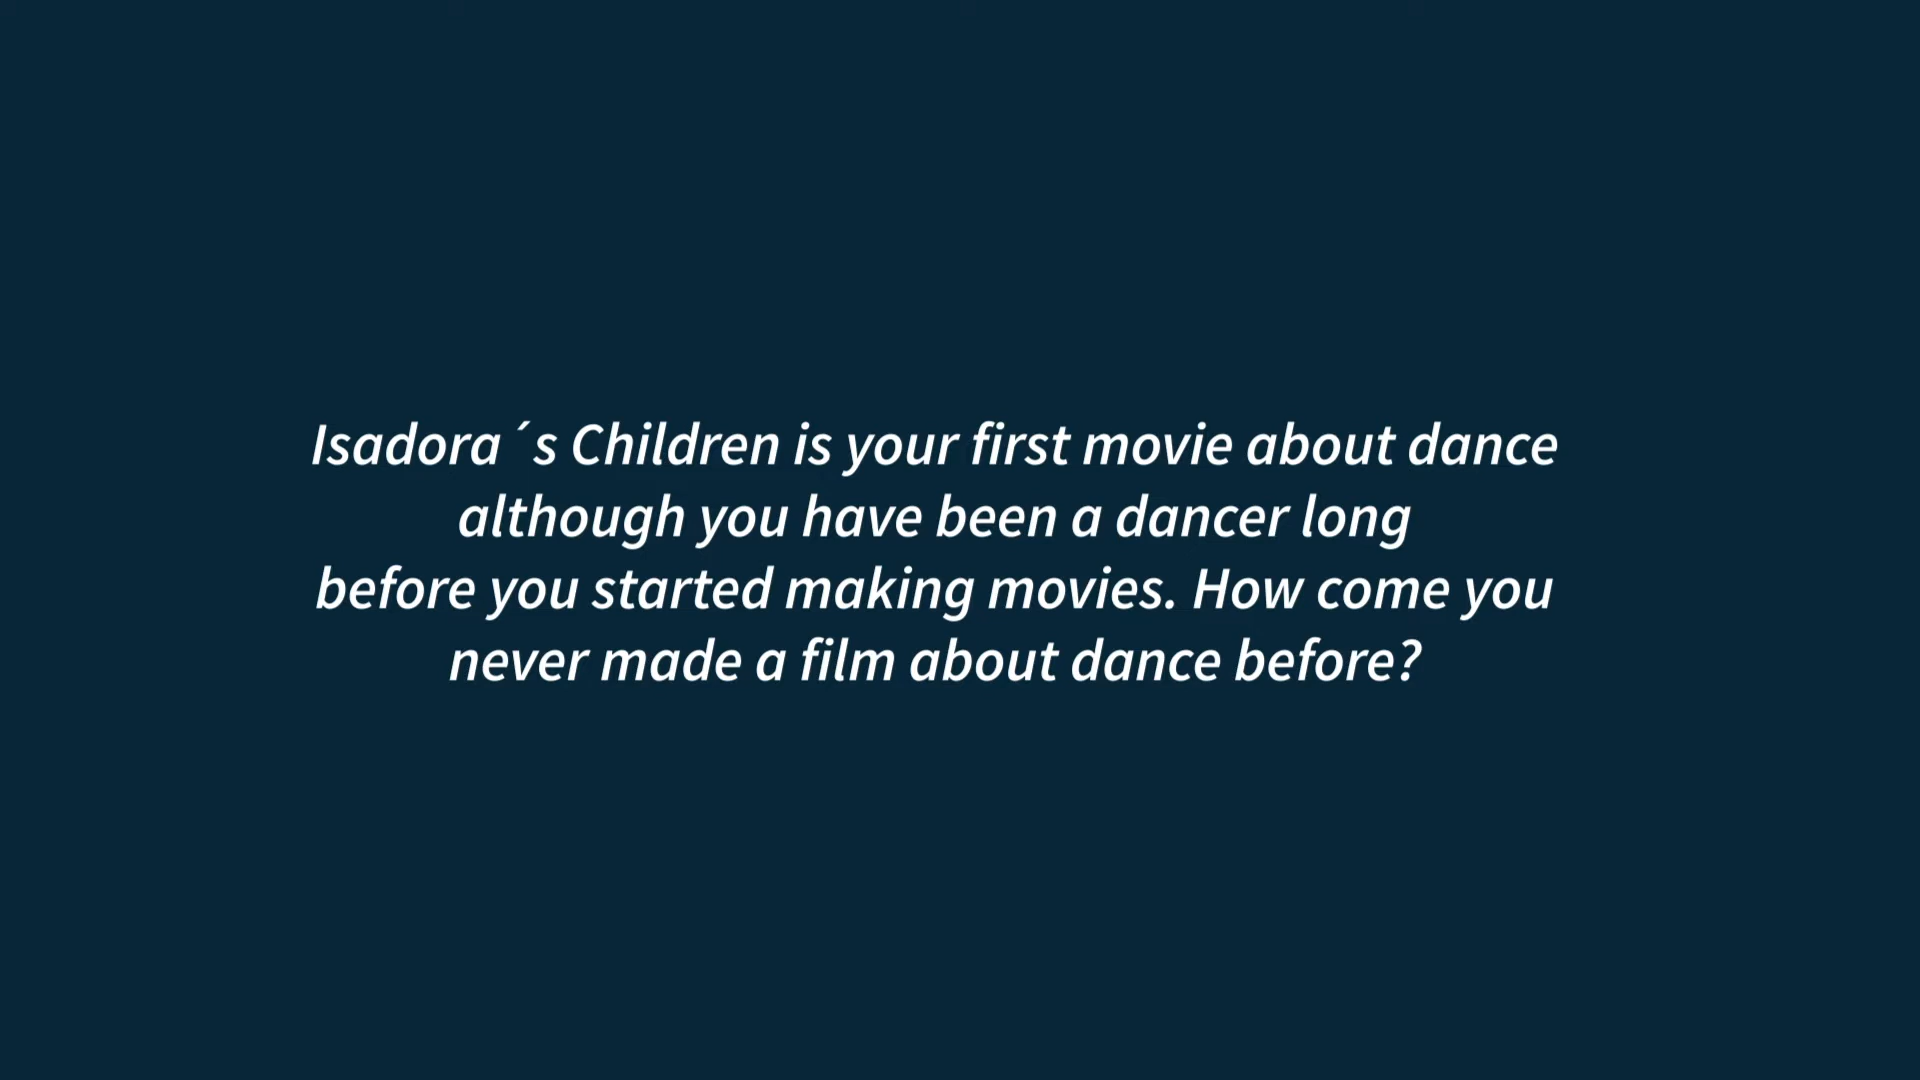 Isadora ´s Children is your first movie about dance
although you have been a dancer long
before you started making movies. How come you
never made a film about dance before?